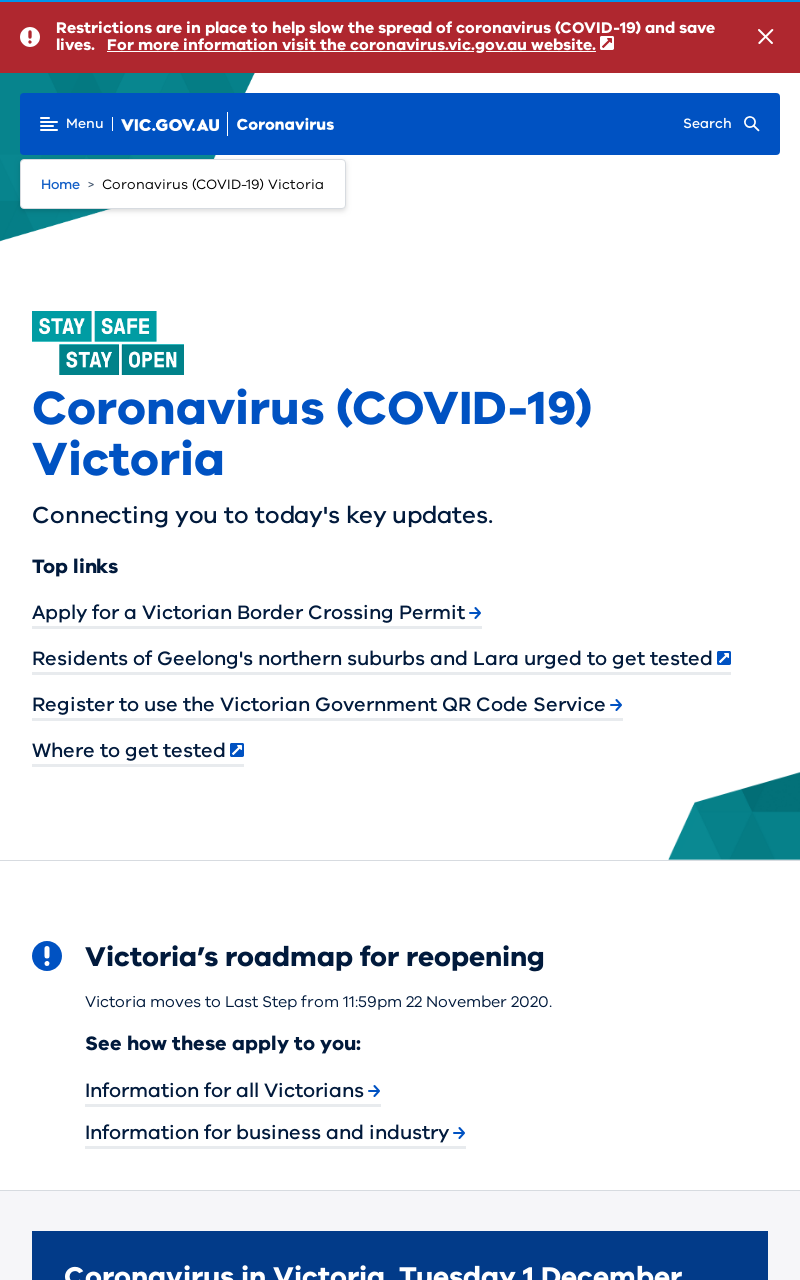 Restrictions are in place to help slow the spread of coronavirus (COVID-19) and save
lives. For more information visit the coronavirus.vic.gov.au website.
Menu VIC.GOV.AU Coronavirus Search
Home > Coronavirus (COVID-19) Victoria
STAY SAFE
STAY OPEN
Coronavirus (COVID-19)
Victoria
Connecting you to today's key updates.
Top links
Apply for a Victorian Border Crossing Permit
Residents of Geelong's northern suburbs and Lara urged to get tested
Register to use the Victorian Government QR Code Service
Where to get tested
Victoria’s roadmap for reopening
Victoria moves to Last Step from 11:59pm 22 November 2020.
See how these apply to you:
Information for all Victorians
Information for business and industry
Coronavirus in Victoria, Tuesday 1 December